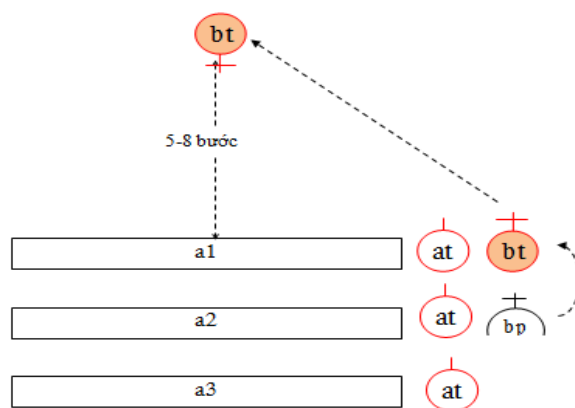 bt
5-8 bước
a1 at bt
a2 at bp
a3 at